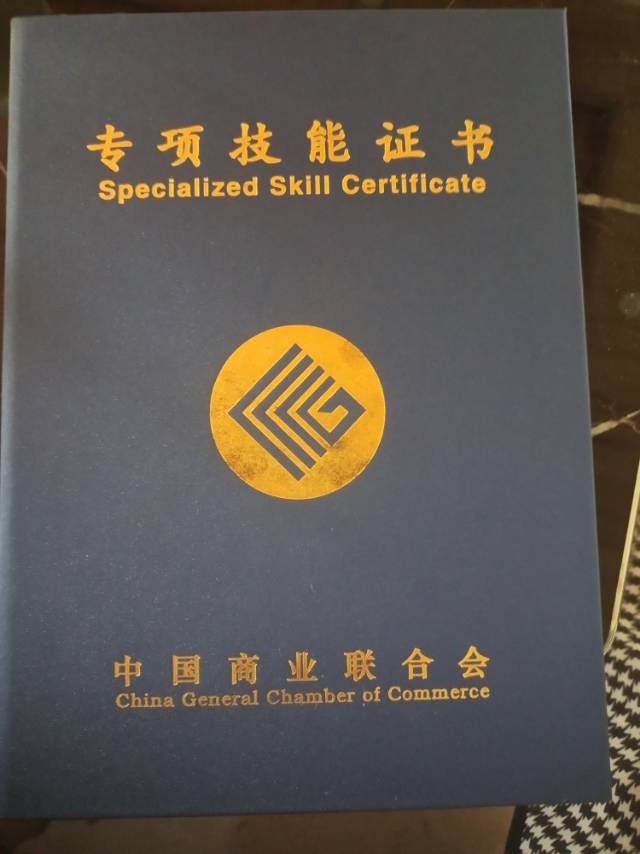 专项技能证书
Specialized Skill Certificate
中国商业联合会
China General Chamber of Commerce